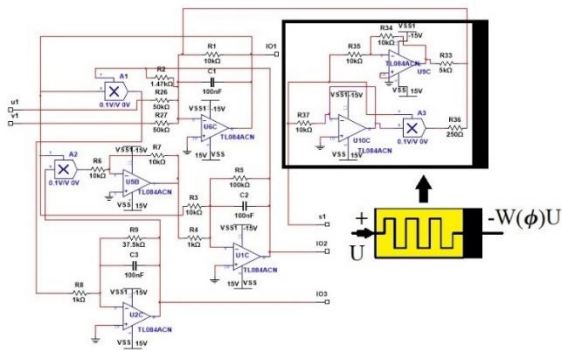 R1
10kΩ
IO1
R2
1.47kΩ
C1
100nF
A1
0.1V/V 0V
R26
50kΩ
R27
50kΩ
u1
v1
VSS1
-15V
U6C
TL084ACN
15V
VSS
A2
0.1V/V 0V
R6
10kΩ
R7
10kΩ
VSS1
-15V
U5B
TL084ACN
VSS
15V
R5
100kΩ
R3
10kΩ
C2
100nF
R4
1kΩ
VSS1
-15V
U1C
TL084ACN
15V
VSS
s1
IO2
R9
37.5kΩ
C3
100nF
R8
1kΩ
VSS1
-15V
U2C
TL084ACN
VSS
15V
IO3
R34
10kΩ
VSS1
-15V
R35
10kΩ
R33
5kΩ
U9C
TL084ACN
VSS
15V
VSS1
-15V
R37
10kΩ
U10C
TL084ACN
15V
VSS
A3
0.1V/V 0V
R36
250Ω
+
U
-W(ϕ)U